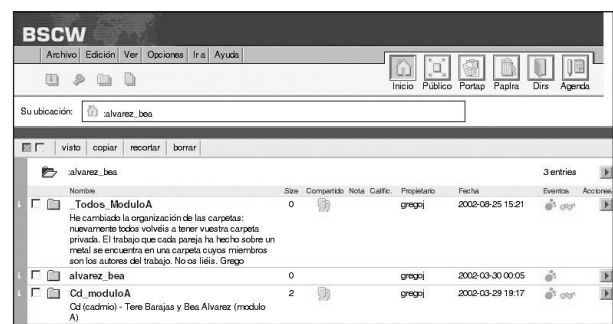 BSCW
Archivo Edición Ver Opciones Ir a Ayuda
Inicio Público Portap Paplra Dirs Agenda
Su ubicación: :alvarez_bea
visto copiar recortar borrar
:alvarez_bea 3 entries
Nombre Size Compartido Nota Califíc. Propietario Fecha Eventos Acciones
_Todos_ModuloA 0 gregoj 2002-08-25 15:21
He cambiado la organización de las carpetas:
nuevamente todos volvéis a tener vuestra carpeta
privada. El trabajo que cada pareja ha hecho sobre un
metal se encuentra en una carpeta cuyos miembros
son los autores del trabajo. No os liéis. Grego
alvarez_bea 0 gregoj 2002-03-30 00:05
Cd_moduloA 2 gregoj 2002-03-29 19:17
Cd (cadmio) - Tere Barajas y Bea Alvarez (modulo
A)